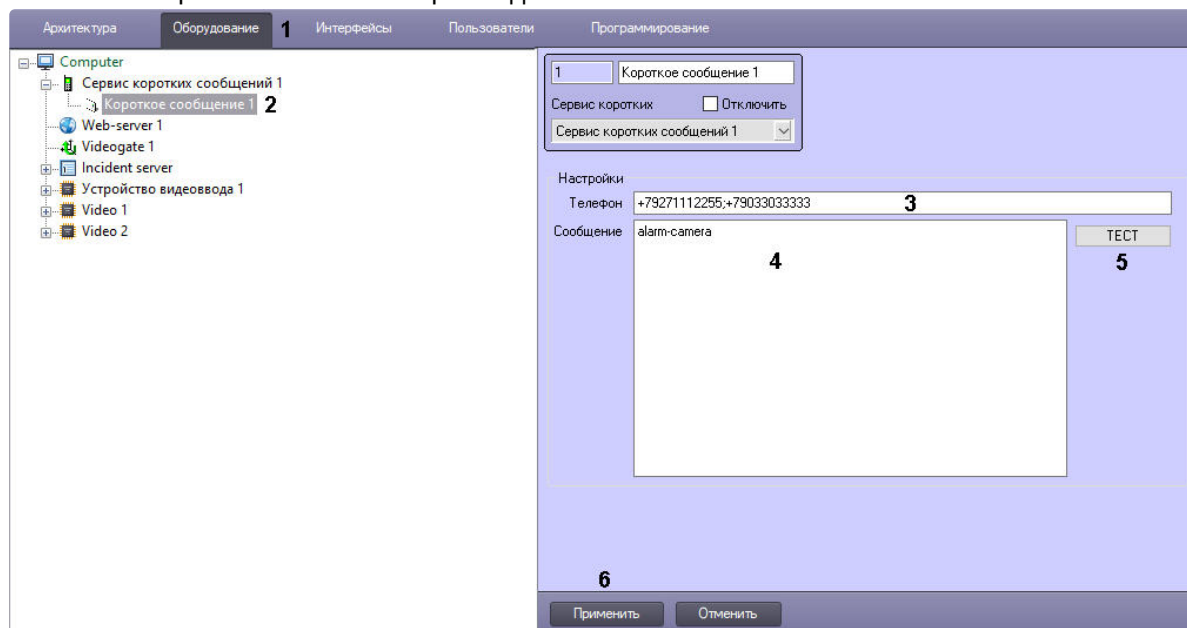 Архитектура Оборудование 1 Интерфейсы Пользователи Программирование
Computer
Сервис коротких сообщений 1
Короткое сообщение 1 2
Web-server 1
Videogate 1
Incident server
Устройство видеоввода 1
Video 1
Video 2
1 Короткое сообщение 1
Сервис коротких Отключить
Сервис коротких сообщений 1
Настройки
Телефон +79271112255;+79033033333 3
Сообщение alarm-camera
4
ТЕСТ
5
6
Применить Отменить